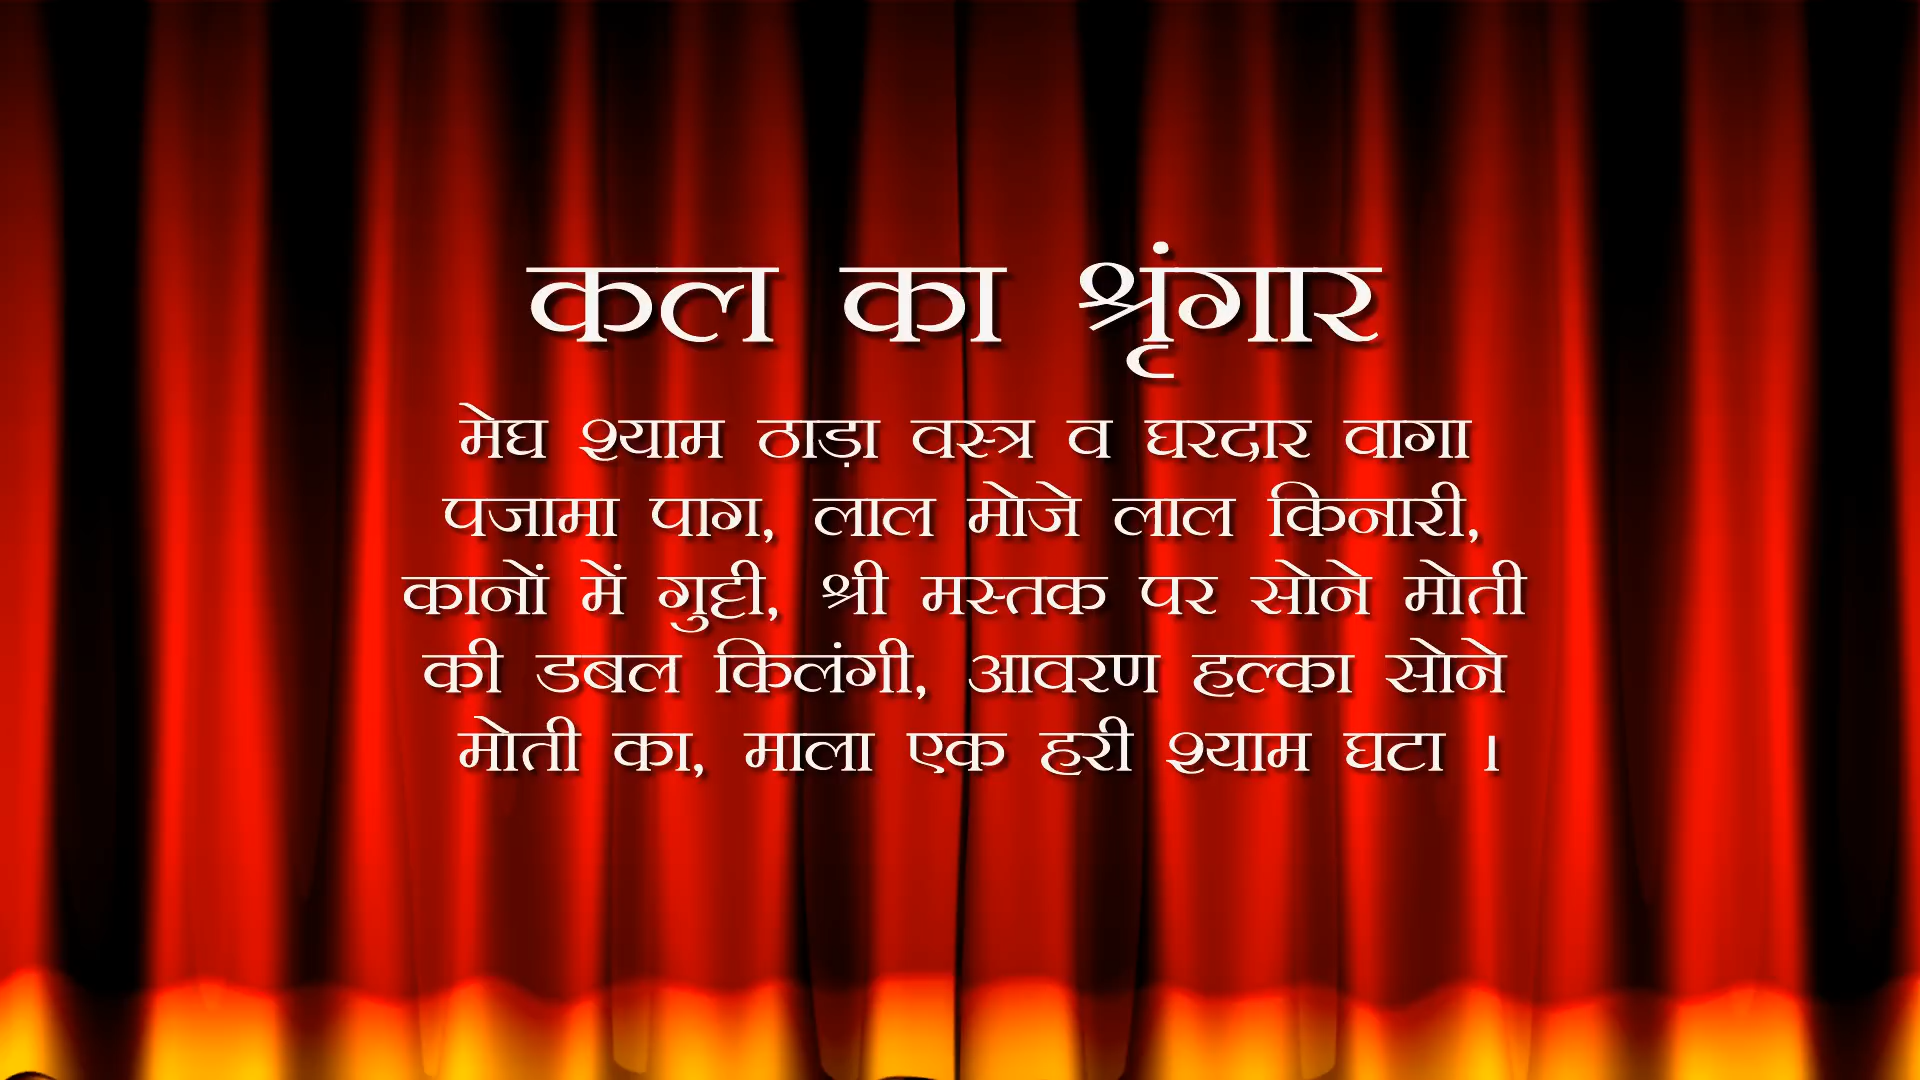 कल का श्रृंगार
मेघ श्याम ठाड़ा वस्त्र व घरदार वागा
पजामा पाग, लाल मोजे लाल किनारी,
कानों में गुट्टी, श्री मस्तक पर सोने मोती
की डबल किलंगी, आवरण हल्का सोने
मोती का, माला एक हरी श्याम घटा ।